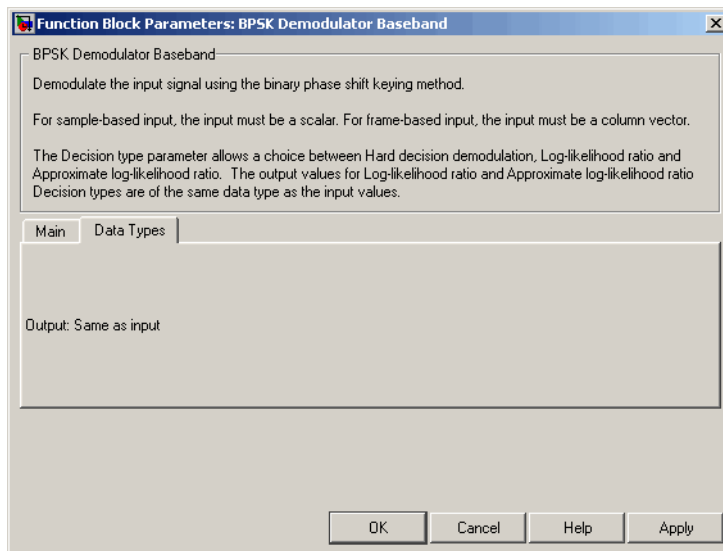 Function Block Parameters: BPSK Demodulator Baseband
BPSK Demodulator Baseband
Demodulate the input signal using the binary phase shift keying method.
For sample-based input, the input must be a scalar. For frame-based input, the input must be a column vector.
The Decision type parameter allows a choice between Hard decision demodulation, Log-likelihood ratio and
Approximate log-likelihood ratio. The output values for Log-likelihood ratio and Approximate log-likelihood ratio
Decision types are of the same data type as the input values.
Main Data Types
Output: Same as input
OK Cancel Help Apply